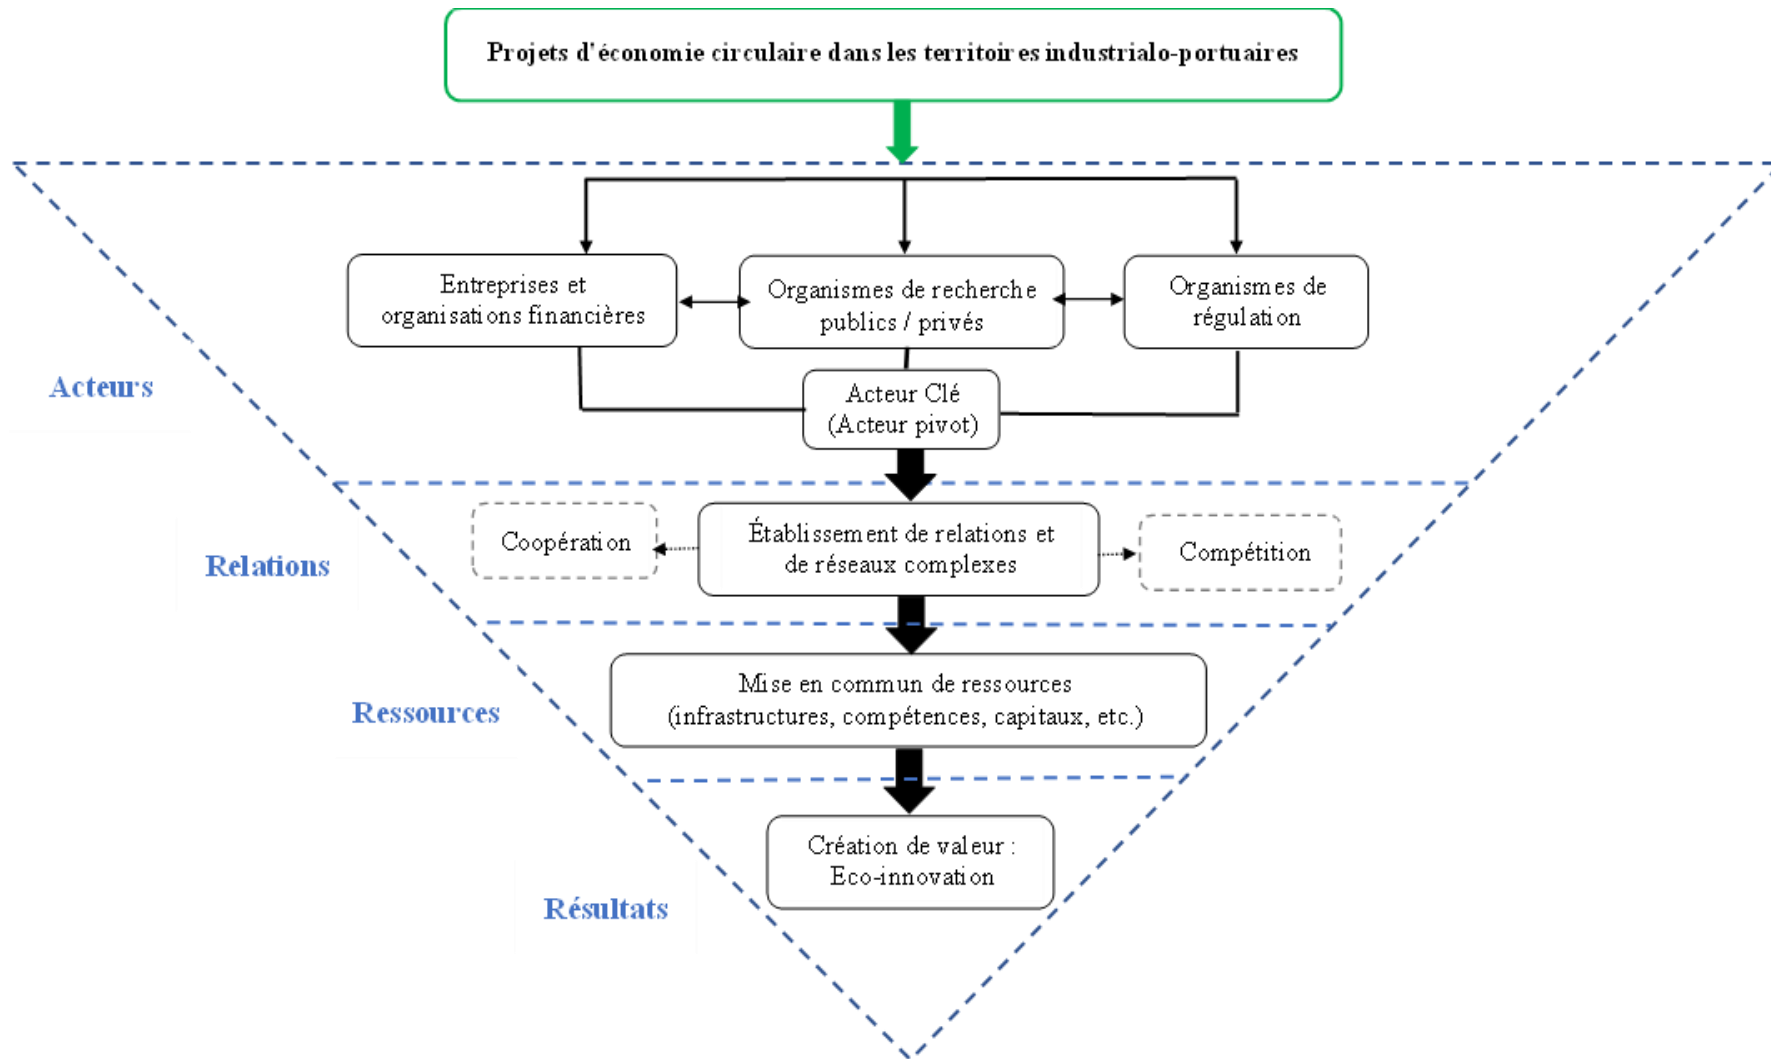 Projets d'économie circulaire dans les territoires industrialo-portuaires
Entreprises et
organisations financières
Organismes de recherche
publics / privés
Organismes de
régulation
Acteurs
Acteur Clé
(Acteur pivot)
Relations
Coopération
Établissement de relations et
de réseaux complexes
Compétition
Ressources
Mise en commun de ressources
(infrastructures, compétences, capitaux, etc.)
Résultats
Création de valeur :
Eco-innovation